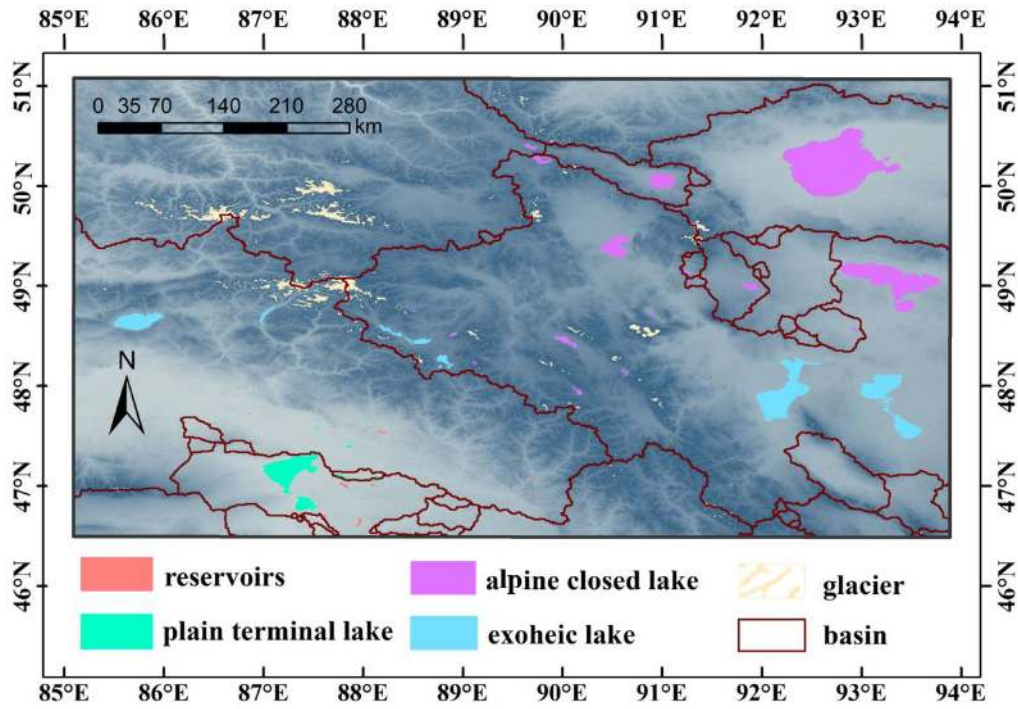 85°E 86°E 87°E 88°E 89°E 90°E 91°E 92°E 93°E 94°E
51°N 51°N
0 35 70 140 210 280
km
50°N 50°N
49°N 49°N
N
48°N 48°N
47°N 47°N
46°N 46°N
reservoirs alpine closed lake glacier
plain terminal lake exoheic lake basin
85°E 86°E 87°E 88°E 89°E 90°E 91°E 92°E 93°E 94°E